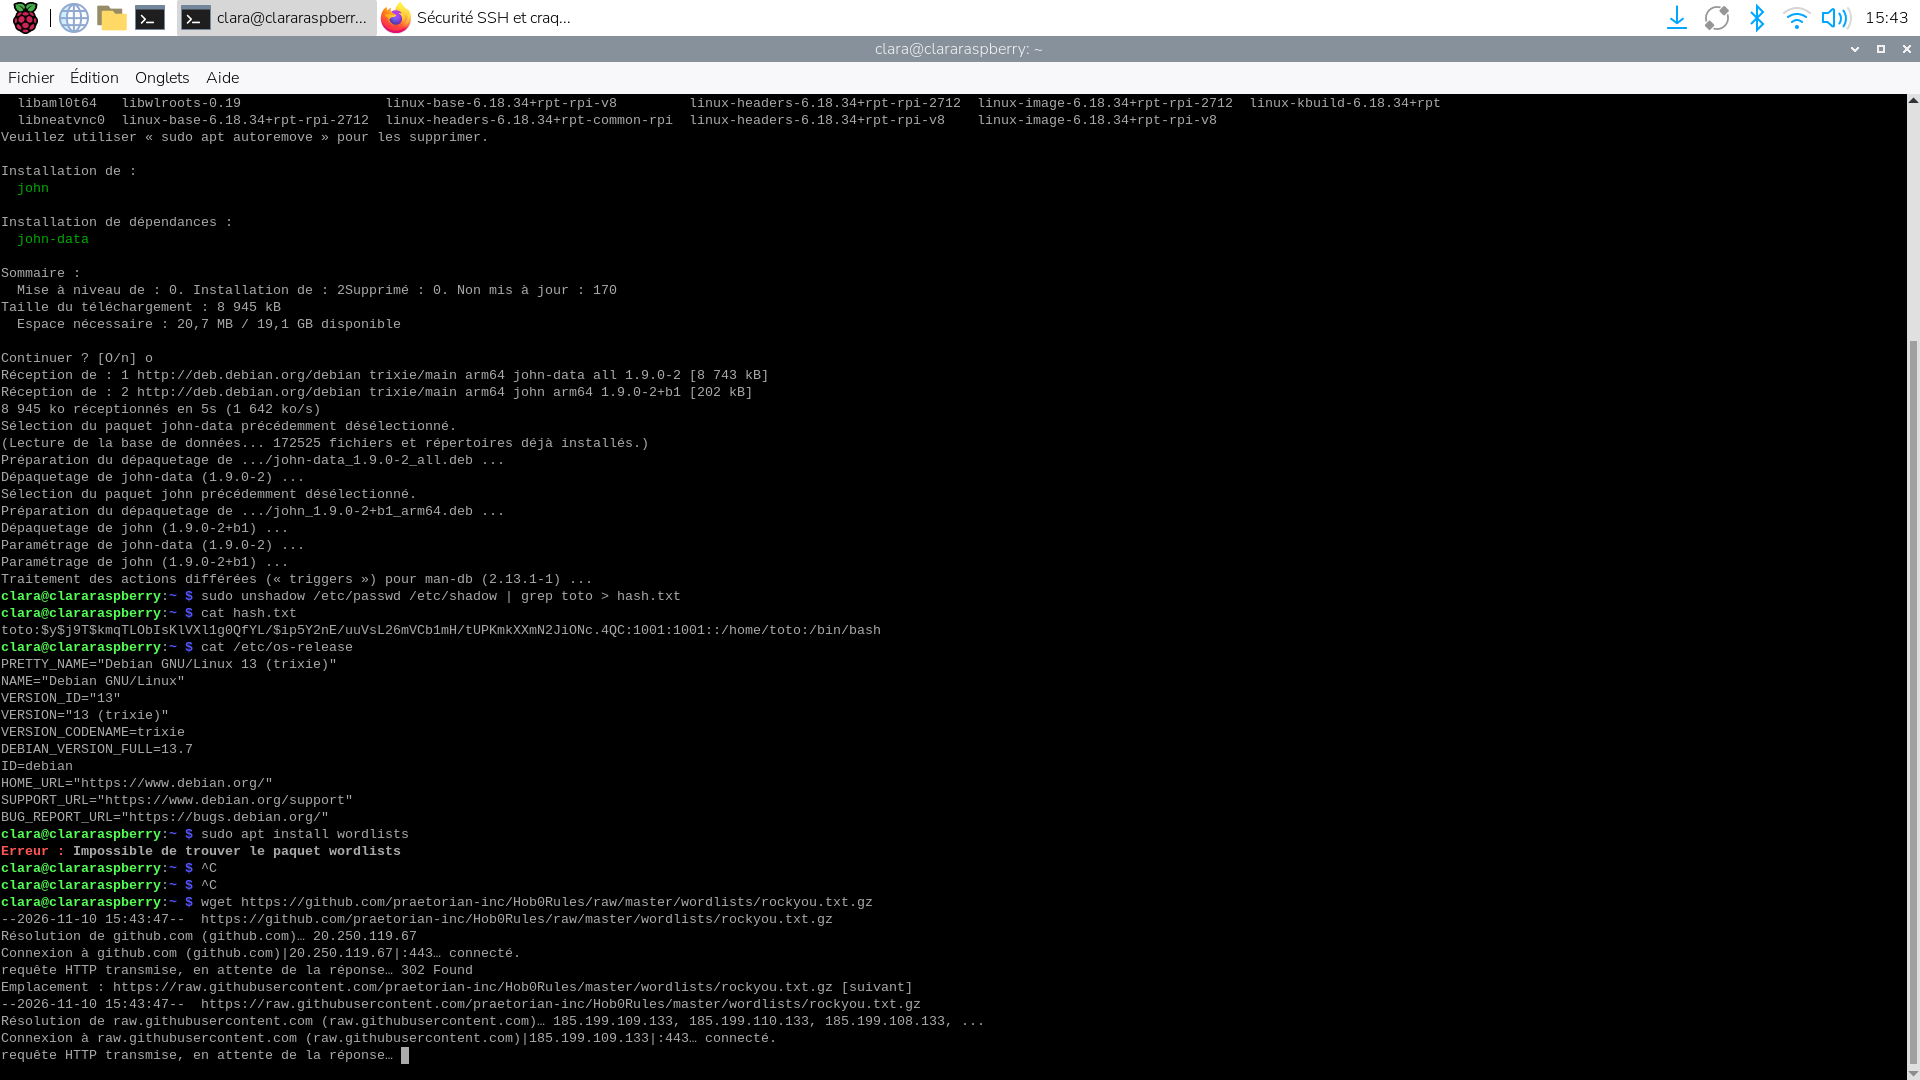 clara@clararaspberr...
Sécurité SSH et craq...
15:43
clara@clararaspberry: ~
Fichier Édition Onglets Aide
libaml0t64 libwlroots-0.19 linux-base-6.18.34+rpt-rpi-v8 linux-headers-6.18.34+rpt-rpi-2712 linux-image-6.18.34+rpt-rpi-2712 linux-kbuild-6.18.34+rpt
libneatvnc0 linux-base-6.18.34+rpt-rpi-2712 linux-headers-6.18.34+rpt-common-rpi linux-headers-6.18.34+rpt-rpi-v8 linux-image-6.18.34+rpt-rpi-v8
Veuillez utiliser « sudo apt autoremove » pour les supprimer.
Installation de :
john
Installation de dépendances :
john-data
Sommaire :
Mise à niveau de : 0. Installation de : 2Supprimé : 0. Non mis à jour : 170
Taille du téléchargement : 8 945 kB
Espace nécessaire : 20,7 MB / 19,1 GB disponible
Continuer ? [O/n] o
Réception de : 1 http://deb.debian.org/debian trixie/main arm64 john-data all 1.9.0-2 [8 743 kB]
Réception de : 2 http://deb.debian.org/debian trixie/main arm64 john arm64 1.9.0-2+b1 [202 kB]
8 945 ko réceptionnés en 5s (1 642 ko/s)
Sélection du paquet john-data précédemment désélectionné.
(Lecture de la base de données... 172525 fichiers et répertoires déjà installés.)
Préparation du dépaquetage de .../john-data_1.9.0-2_all.deb ...
Dépaquetage de john-data (1.9.0-2) ...
Sélection du paquet john précédemment désélectionné.
Préparation du dépaquetage de .../john_1.9.0-2+b1_arm64.deb ...
Dépaquetage de john (1.9.0-2+b1) ...
Paramétrage de john-data (1.9.0-2) ...
Paramétrage de john (1.9.0-2+b1) ...
Traitement des actions différées (« triggers ») pour man-db (2.13.1-1) ...
clara@clararaspberry:~ $ sudo unshadow /etc/passwd /etc/shadow | grep toto > hash.txt
clara@clararaspberry:~ $ cat hash.txt
toto:$y$j9T$kmqTLObIsKlVXl1g0QfYL/$ip5Y2nE/uuVsL26mVCb1mH/tUPKmkXXmN2JiONc.4QC:1001:1001::/home/toto:/bin/bash
clara@clararaspberry:~ $ cat /etc/os-release
PRETTY_NAME="Debian GNU/Linux 13 (trixie)"
NAME="Debian GNU/Linux"
VERSION_ID="13"
VERSION="13 (trixie)"
VERSION_CODENAME=trixie
DEBIAN_VERSION_FULL=13.7
ID=debian
HOME_URL="https://www.debian.org/"
SUPPORT_URL="https://www.debian.org/support"
BUG_REPORT_URL="https://bugs.debian.org/"
clara@clararaspberry:~ $ sudo apt install wordlists
Erreur : Impossible de trouver le paquet wordlists
clara@clararaspberry:~ $ ^C
clara@clararaspberry:~ $ ^C
clara@clararaspberry:~ $ wget https://github.com/praetorian-inc/Hob0Rules/raw/master/wordlists/rockyou.txt.gz
--2026-11-10 15:43:47-- https://github.com/praetorian-inc/Hob0Rules/raw/master/wordlists/rockyou.txt.gz
Résolution de github.com (github.com)… 20.250.119.67
Connexion à github.com (github.com)|20.250.119.67|:443… connecté.
requête HTTP transmise, en attente de la réponse… 302 Found
Emplacement : https://raw.githubusercontent.com/praetorian-inc/Hob0Rules/master/wordlists/rockyou.txt.gz [suivant]
--2026-11-10 15:43:47-- https://raw.githubusercontent.com/praetorian-inc/Hob0Rules/master/wordlists/rockyou.txt.gz
Résolution de raw.githubusercontent.com (raw.githubusercontent.com)… 185.199.109.133, 185.199.110.133, 185.199.108.133, ...
Connexion à raw.githubusercontent.com (raw.githubusercontent.com)|185.199.109.133|:443… connecté.
requête HTTP transmise, en attente de la réponse…